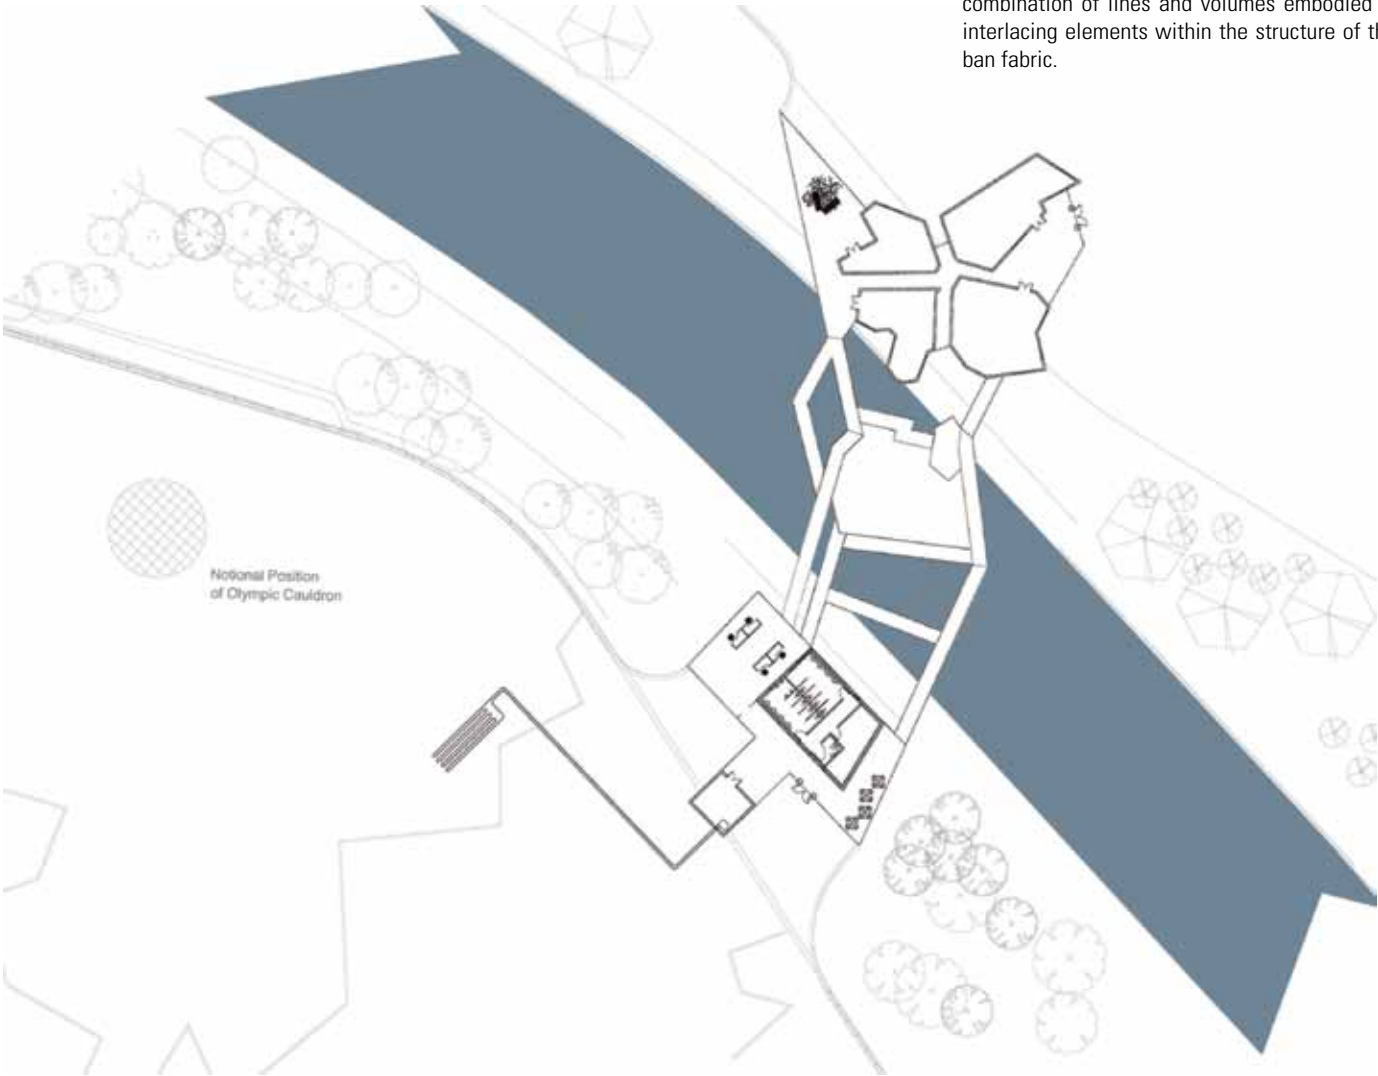 combination of lines and volumes embodied
interlacing elements within the structure of th
ban fabric.
Notional Position
of Olympic Cauldron